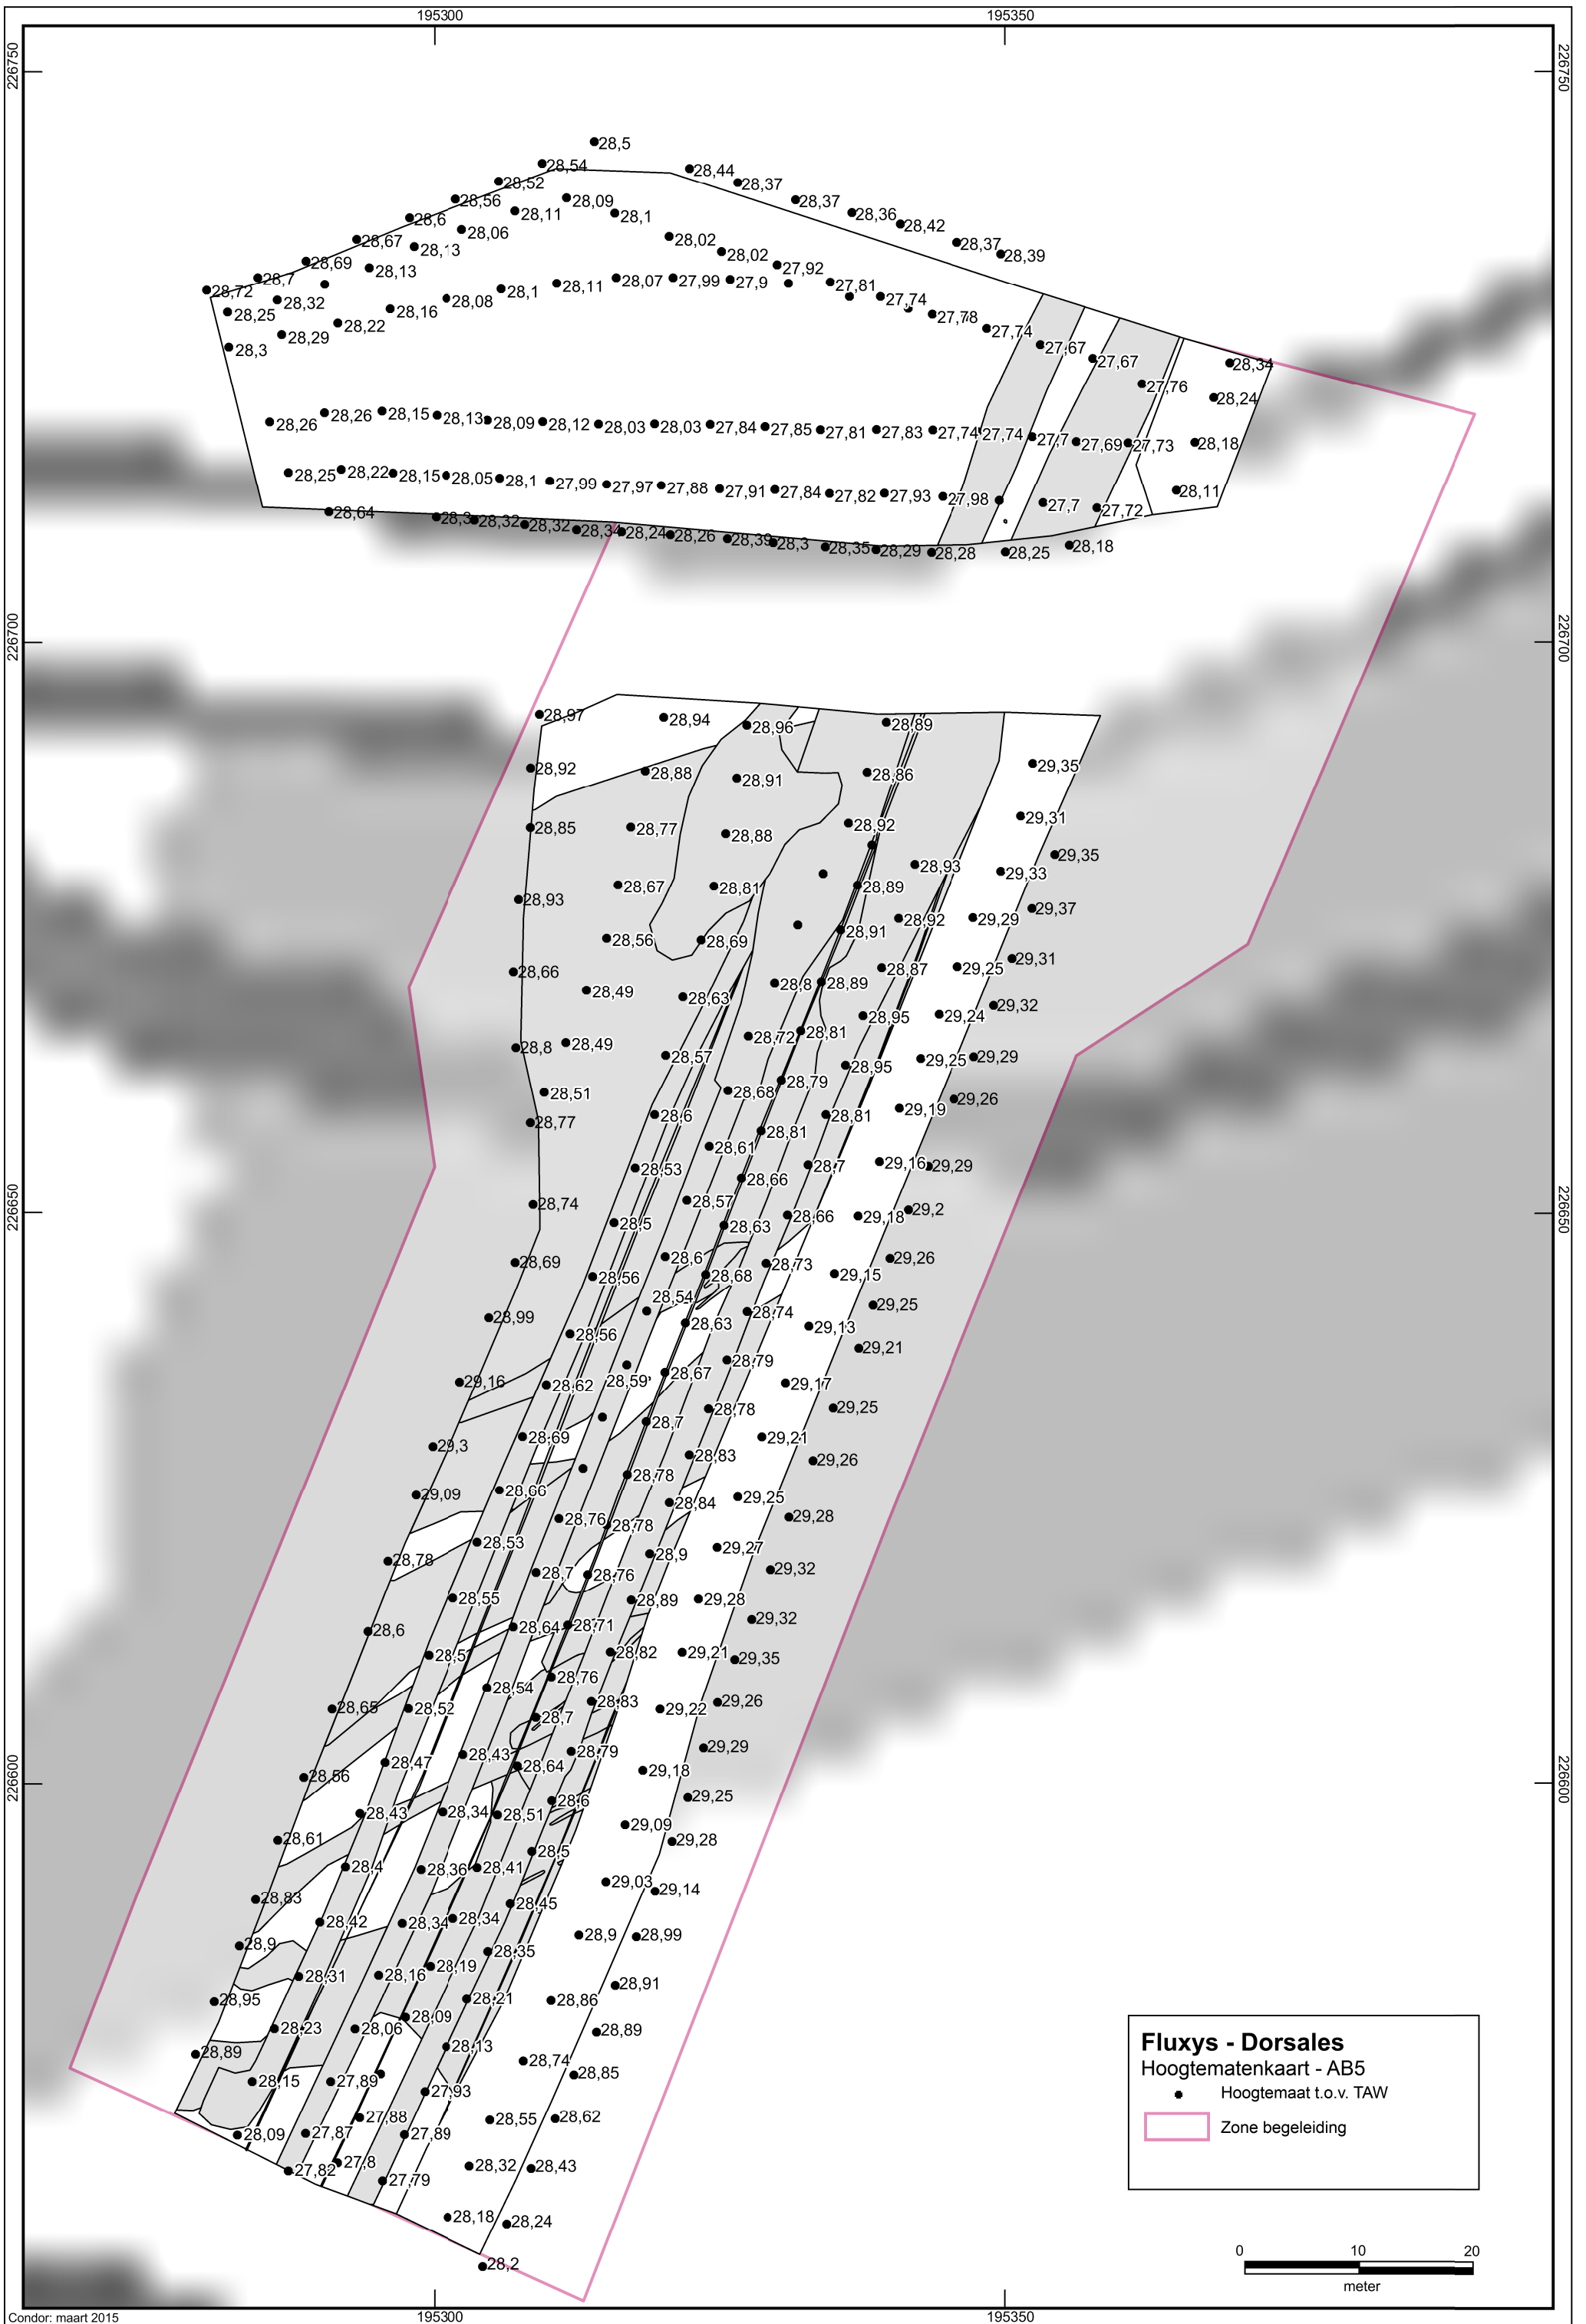 195300 195350
226750 226750
28,5
28,54 28,44
28,52 28,37
28,56 28,09 28,37
28,6 28,11 28,1 28,36
28,67 28,06 28,02 28,42
28,69 28,13 28,02 28,37
28,7 28,13 27,92 28,39
28,72 28,32 28,16 28,08 28,1 28,11 28,07 27,99 27,9 27,81
28,25 28,22 27,74
28,3 28,29 27,78
27,74
27,67
27,67 28,34
27,76 28,24
28,26 28,26 28,15 28,13 28,09 28,12 28,03 28,03 27,84 27,85 27,81 27,83 27,74 27,74 27,7 27,69 27,73 28,18
28,25 28,22 28,15 28,05 28,1 27,99 27,97 27,88 27,91 27,84 27,82 27,93 27,98 27,7 27,72 28,11
28,64 28,3 28,32 28,32 28,34 28,24 28,26 28,39 28,3 28,35 28,29 28,28 28,25 28,18
226700 226700
28,97 28,94 28,96 28,89
28,92 28,88 28,91 28,86 29,35
28,85 28,77 28,88 28,92 29,31
28,93 29,33 29,35
28,93 28,67 28,81 28,89 29,37
28,56 28,69 28,91 28,92 29,29
28,66 28,49 28,63 28,8 28,89 28,87 29,25 29,31
28,8 28,49 28,57 28,72 28,81 28,95 29,24 29,32
28,51 28,68 28,79 28,95 29,25 29,29
28,77 28,6 28,61 28,81 28,81 29,19 29,26
28,53 28,66 28,7 29,16 29,29
28,74 28,57
226650 226650
28,5 28,63 28,66 29,18 29,2
28,69 28,56 28,6 28,68 28,73 29,15 29,26
28,99 28,56 28,54 28,63 28,74 29,13 29,25
29,21
29,16 28,62 28,59 28,67 28,79 29,17
29,3 28,69 28,7 28,78 29,21 29,25
29,09 28,66 28,78 28,83 29,25 29,26
28,78 28,53 28,76 28,78 28,84 29,27 29,28
28,55 28,7 28,76 28,9 29,28 29,32
28,6 28,64 28,71 28,89 29,32
28,5 28,76 28,82 29,21 29,35
28,65 28,52 28,54 28,7 28,83 29,22 29,26
28,56 28,47 28,43 28,64 28,79 29,18 29,29
226600 226600
28,43 28,34 28,51 28,6 29,09 29,25
28,61 28,5 29,28
28,83 28,4 28,36 28,41 28,45 29,03 29,14
28,9 28,42 28,34 28,34 28,35 28,9 28,99
28,95 28,31 28,16 28,19 28,21 28,86 28,91
28,89 28,23 28,06 28,09 28,13 28,74 28,89
28,15 27,89 27,93 28,85
28,09 27,87 27,88 27,89 28,55 28,62
27,82 27,8 27,79 28,32 28,43
28,18 28,24
28,2
Fluxys - Dorsales
Hoogtematenkaart - AB5
Hoogtemaat t.o.v. TAW
Zone begeleiding
0 10 20
meter
195300 195350
Condor: maart 2015